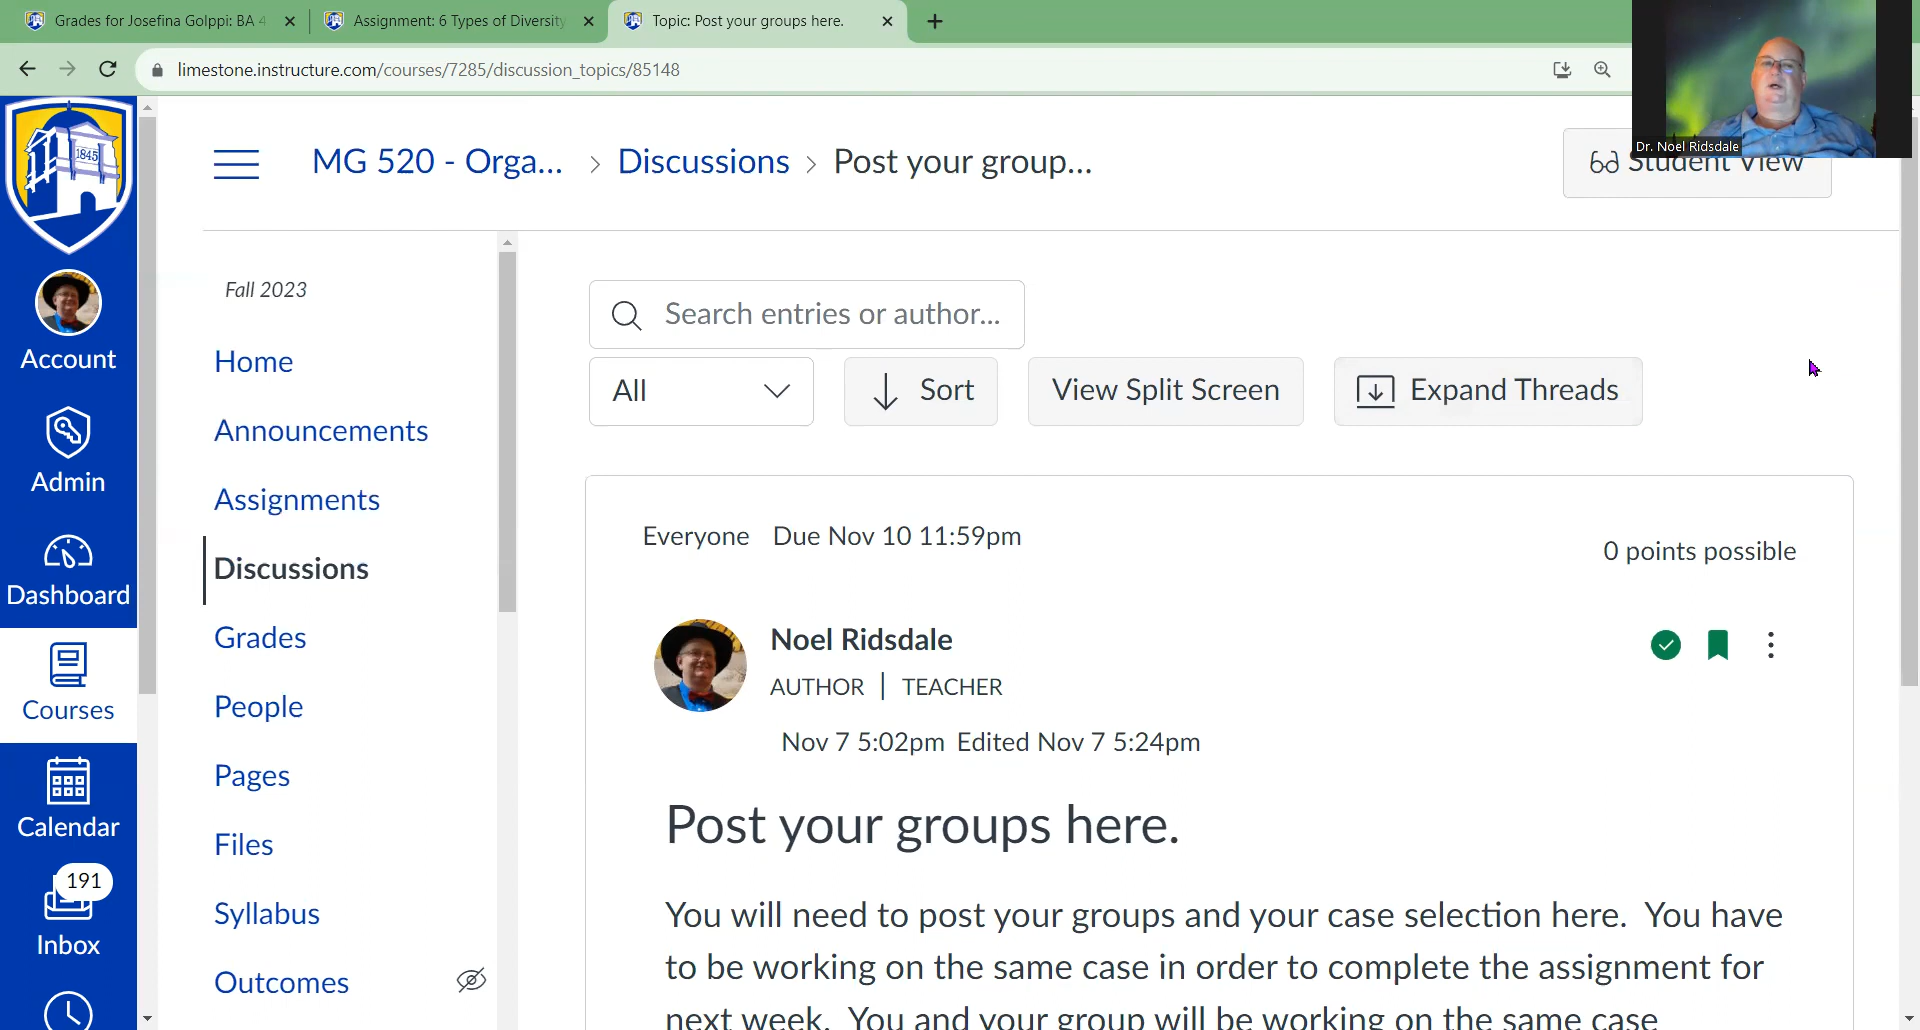 Grades for Josefina Golppi: BA 4
Assignment: 6 Types of Diversity
Topic: Post your groups here.
limestone.instructure.com/courses/7285/discussion_topics/85148
1845
Dr. Noel Ridsdale
MG 520 - Orga... > Discussions > Post your group...
Student View
Account
Admin
Dashboard
Courses
Calendar
191
Inbox
Fall 2023
Home
Announcements
Assignments
Discussions
Grades
People
Pages
Files
Syllabus
Outcomes
Search entries or author...
All
Sort
View Split Screen
Expand Threads
Everyone Due Nov 10 11:59pm
0 points possible
Noel Ridsdale
AUTHOR | TEACHER
Nov 7 5:02pm Edited Nov 7 5:24pm
Post your groups here.
You will need to post your groups and your case selection here. You have
to be working on the same case in order to complete the assignment for
next week. You and your group will be working on the same case